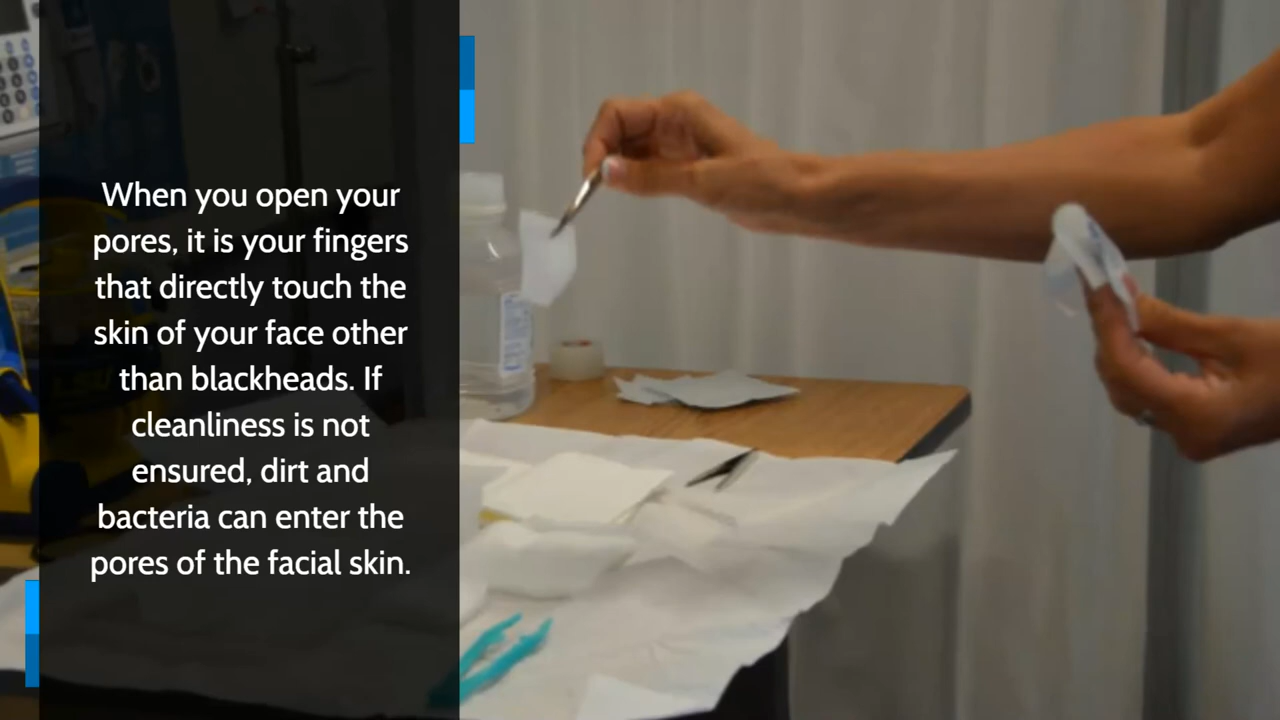 When you open your
pores, it is your fingers
that directly touch the
skin of your face other
than blackheads. If
cleanliness is not
ensured, dirt and
bacteria can enter the
pores of the facial skin.